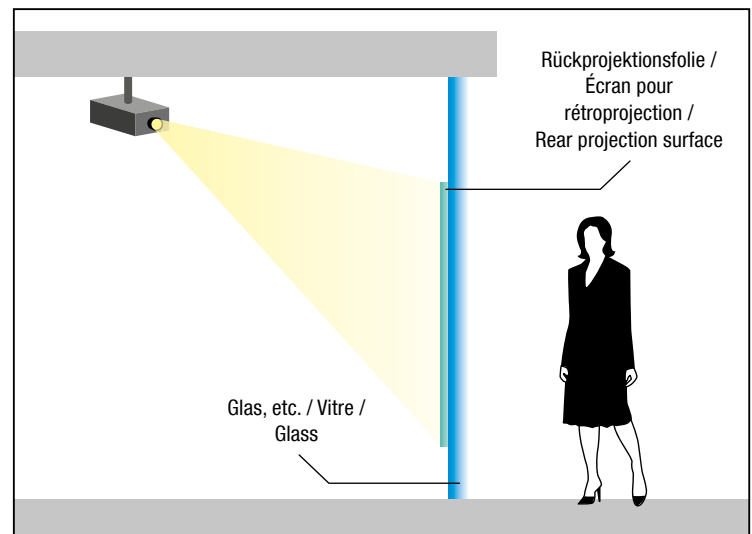 Rückprojektionsfolie /
Écran pour
rétroprojection /
Rear projection surface
Glas, etc. / Vitre /
Glass